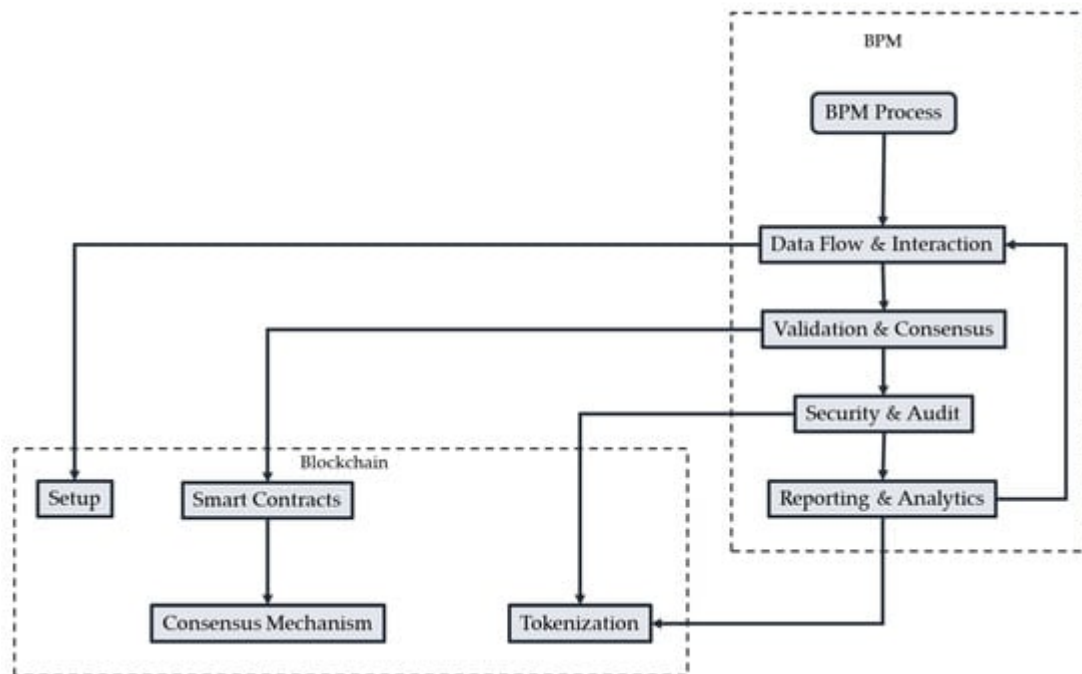 BPM
BPM Process
Data Flow & Interaction
Validation & Consensus
Security & Audit
Blockchain
Setup
Smart Contracts
Reporting & Analytics
Consensus Mechanism
Tokenization